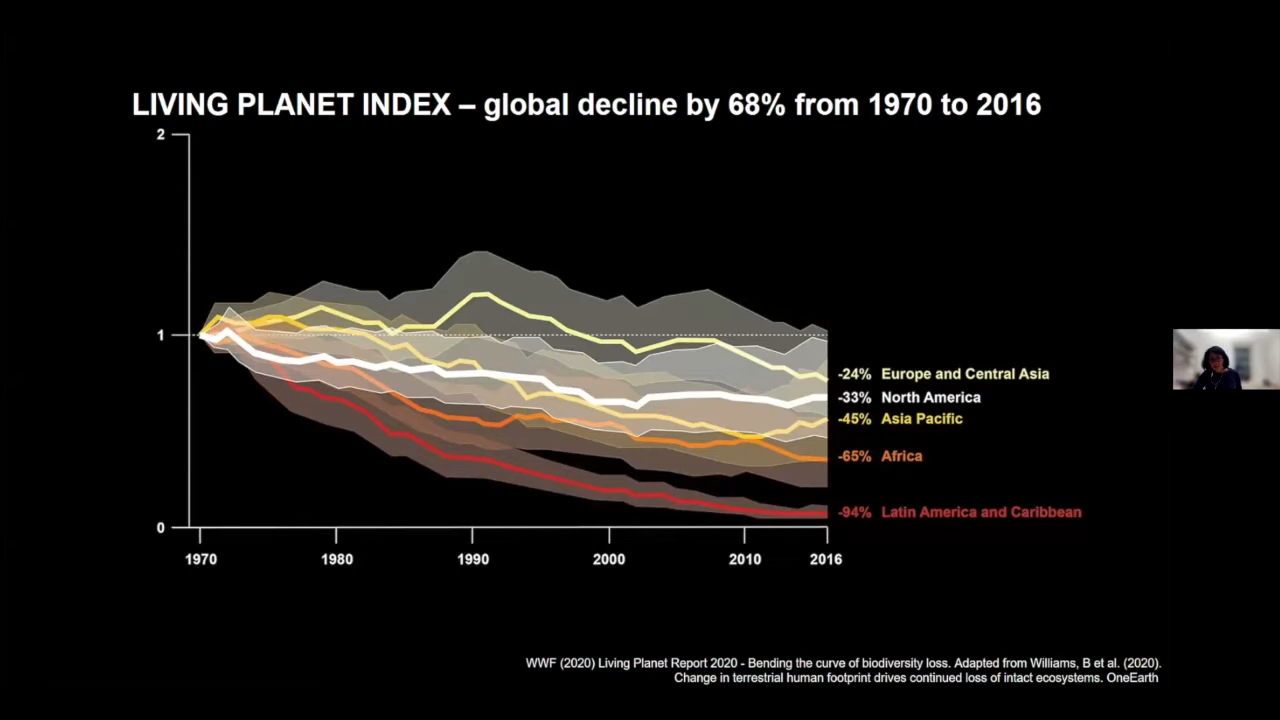 LIVING PLANET INDEX – global decline by 68% from 1970 to 2016
2
1
0
-24% Europe and Central Asia
-33% North America
-45% Asia Pacific
-65% Africa
-94% Latin America and Caribbean
1970 1980 1990 2000 2010 2016
WWF (2020) Living Planet Report 2020 - Bending the curve of biodiversity loss. Adapted from Williams, B et al. (2020).
Change in terrestrial human footprint drives continued loss of intact ecosystems. OneEarth